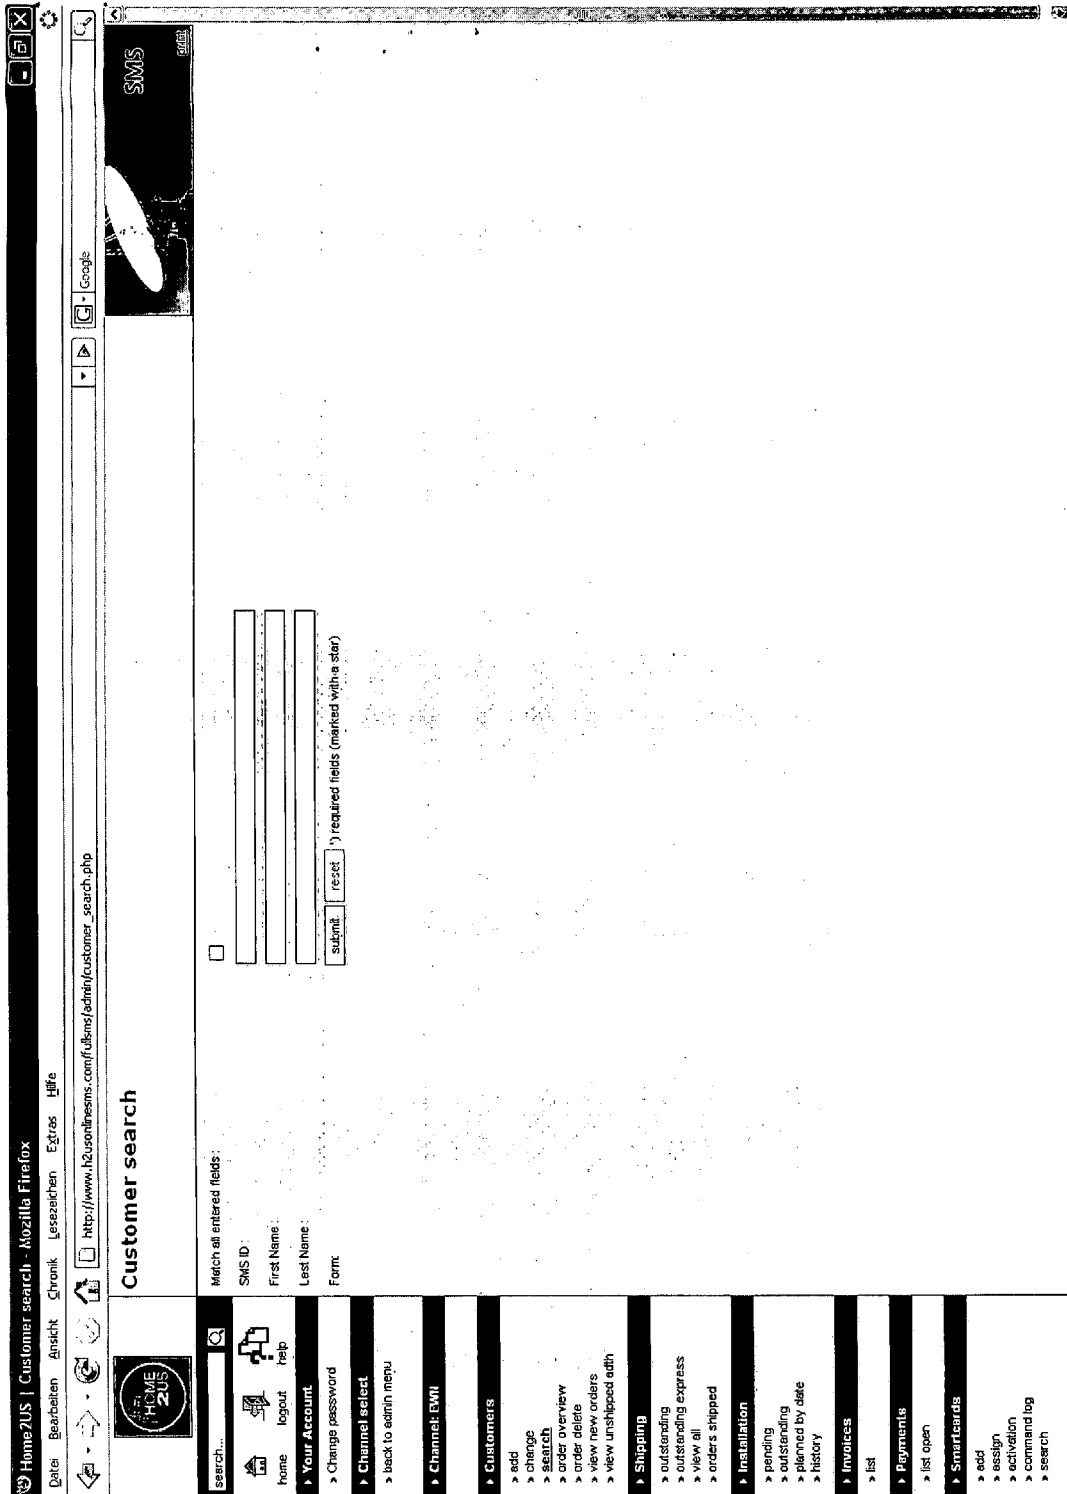 Home2US | Customer search - Mozilla Firefox
Datei Bearbeiten Ansicht Chronik Lesezeichen Extras Hilfe
http://www.h2usonlinesms.com/fullsms/admin/customer_search.php
G Google
HOME
2US
Customer search
SMS
print
search...
home logout help
Your Account
» Change password
Channel select
» back to admin menu
Channel: EWN
Customers
» add
» change
» search
» order overview
» order delete
» view new orders
» view unshipped adth
Shipping
» outstanding
» outstanding express
» view all
» orders shipped
Installation
» pending
» outstanding
» planned by date
» history
Invoices
» list
Payments
» list open
Smartcards
» add
» assign
» activation
» command log
» search
Match all entered fields:
SMS ID:
First Name:
Last Name:
Form: submit reset *) required fields (marked with a star)